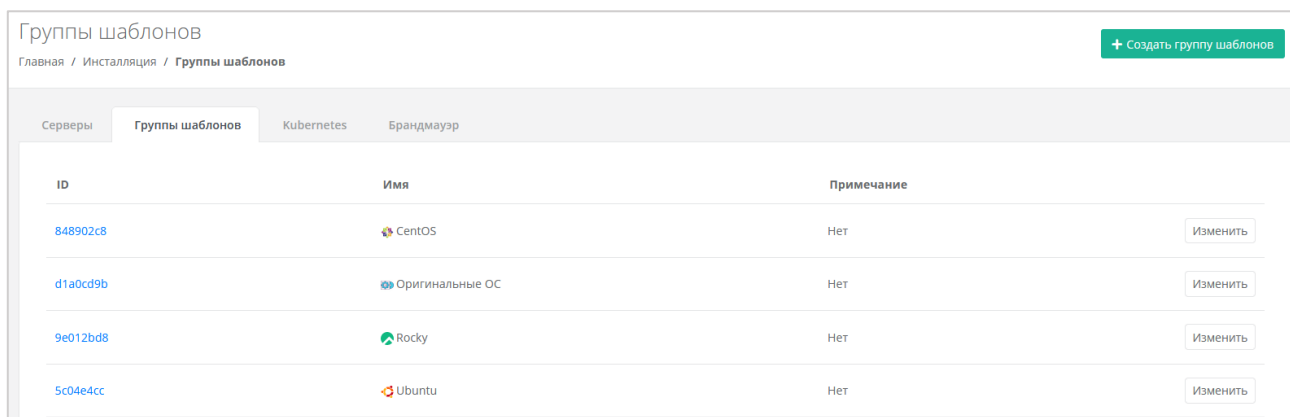 Группы шаблонов
Главная / Инсталляция / Группы шаблонов
+ Создать группу шаблонов
Серверы Группы шаблонов Kubernetes Брандмауэр
ID Имя Примечание
848902c8 CentOS Нет Изменить
d1a0cd9b Оригинальные ОС Нет Изменить
9e012bd8 Rocky Нет Изменить
5c04e4cc Ubuntu Нет Изменить